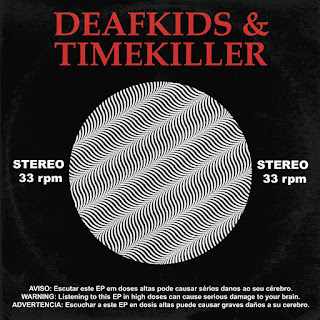 DEAFKIDS &
TIMEKILLER
STEREO
33 rpm
STEREO
33 rpm
AVISO: Escutar este EP em doses altas pode causar sérios danos ao seu cérebro.
WARNING: Listening to this EP in high doses can cause serious damage to your brain.
ADVERTENCIA: Escuchar a este EP en dosis altas puede causar graves daños a su cerebro.